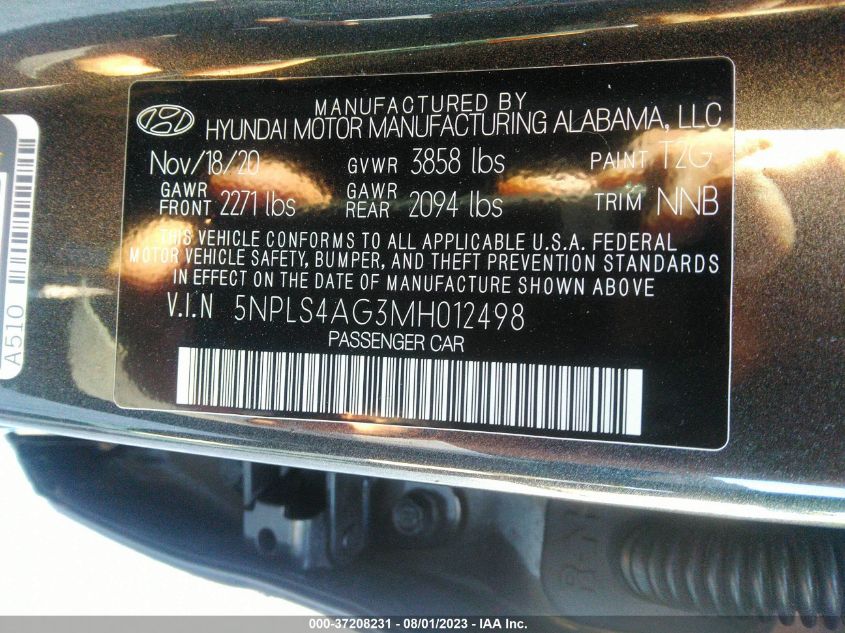 MANUFACTURED BY
HYUNDAI MOTOR MANUFACTURING ALABAMA, LLC
Nov/18/20 GVWR 3858 lbs PAINT T2G
GAWR FRONT 2271 lbs GAWR REAR 2094 lbs TRIM NNB
THIS VEHICLE CONFORMS TO ALL APPLICABLE U.S.A. FEDERAL
MOTOR VEHICLE SAFETY, BUMPER, AND THEFT PREVENTION STANDARDS
IN EFFECT ON THE DATE OF MANUFACTURE SHOWN ABOVE
V.I.N 5NPLS4AG3MH012498
PASSENGER CAR
A510
000-37208231 - 08/01/2023 - IAA Inc.